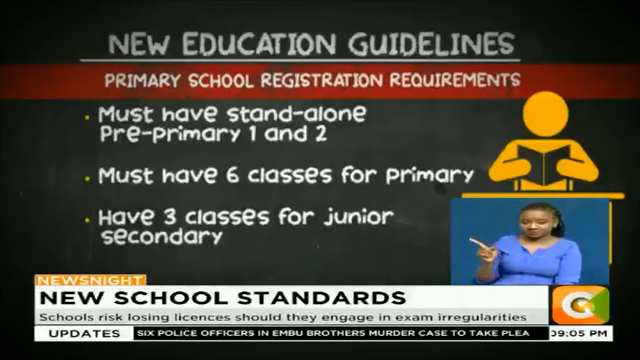 NEW EDUCATION GUIDELINES
PRIMARY SCHOOL REGISTRATION REQUIREMENTS
• Must have stand-alone
Pre-Primary 1 and 2
• Must have 6 classes for primary
• Have 3 classes for junior
secondary
NEWSNIGHT
NEW SCHOOL STANDARDS
Schools risk losing licences should they engage in exam irregularities
UPDATES
SIX POLICE OFFICERS IN EMBU BROTHERS MURDER CASE TO TAKE PLEA
09:05 PM